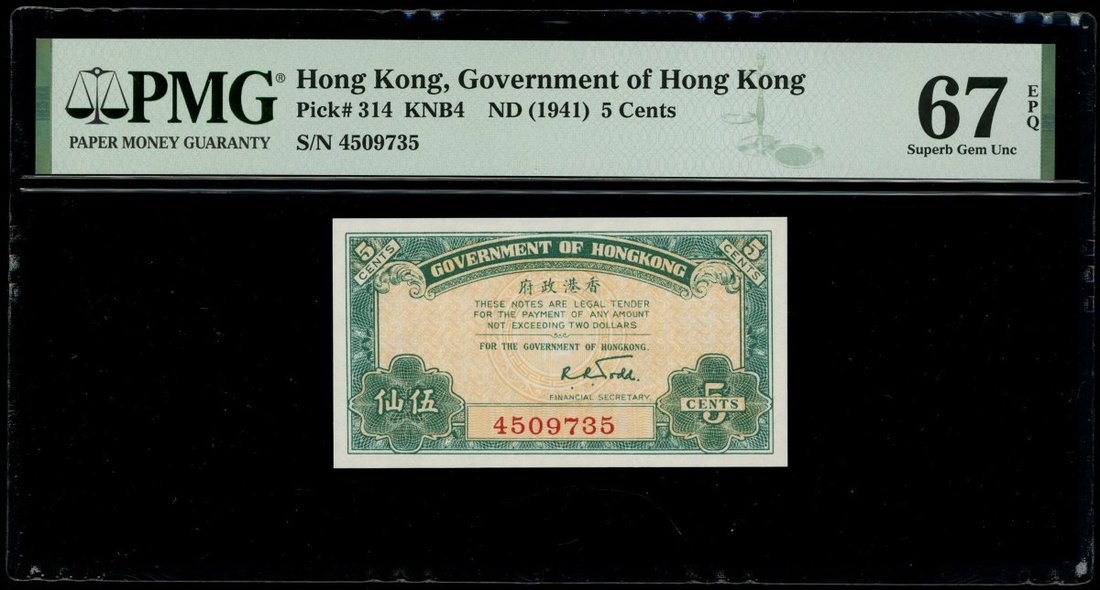 PMG®
PAPER MONEY GUARANTY
Hong Kong, Government of Hong Kong
Pick# 314 KNB4 ND (1941) 5 Cents
S/N 4509735
67
EPQ
Superb Gem Unc
5 CENTS
5 CENTS
GOVERNMENT OF HONGKONG
府政港香
THESE NOTES ARE LEGAL TENDER
FOR THE PAYMENT OF ANY AMOUNT
NOT EXCEEDING TWO DOLLARS
FOR THE GOVERNMENT OF HONGKONG.
R.R.Todd.
FINANCIAL SECRETARY.
仙伍
5
CENTS
4509735